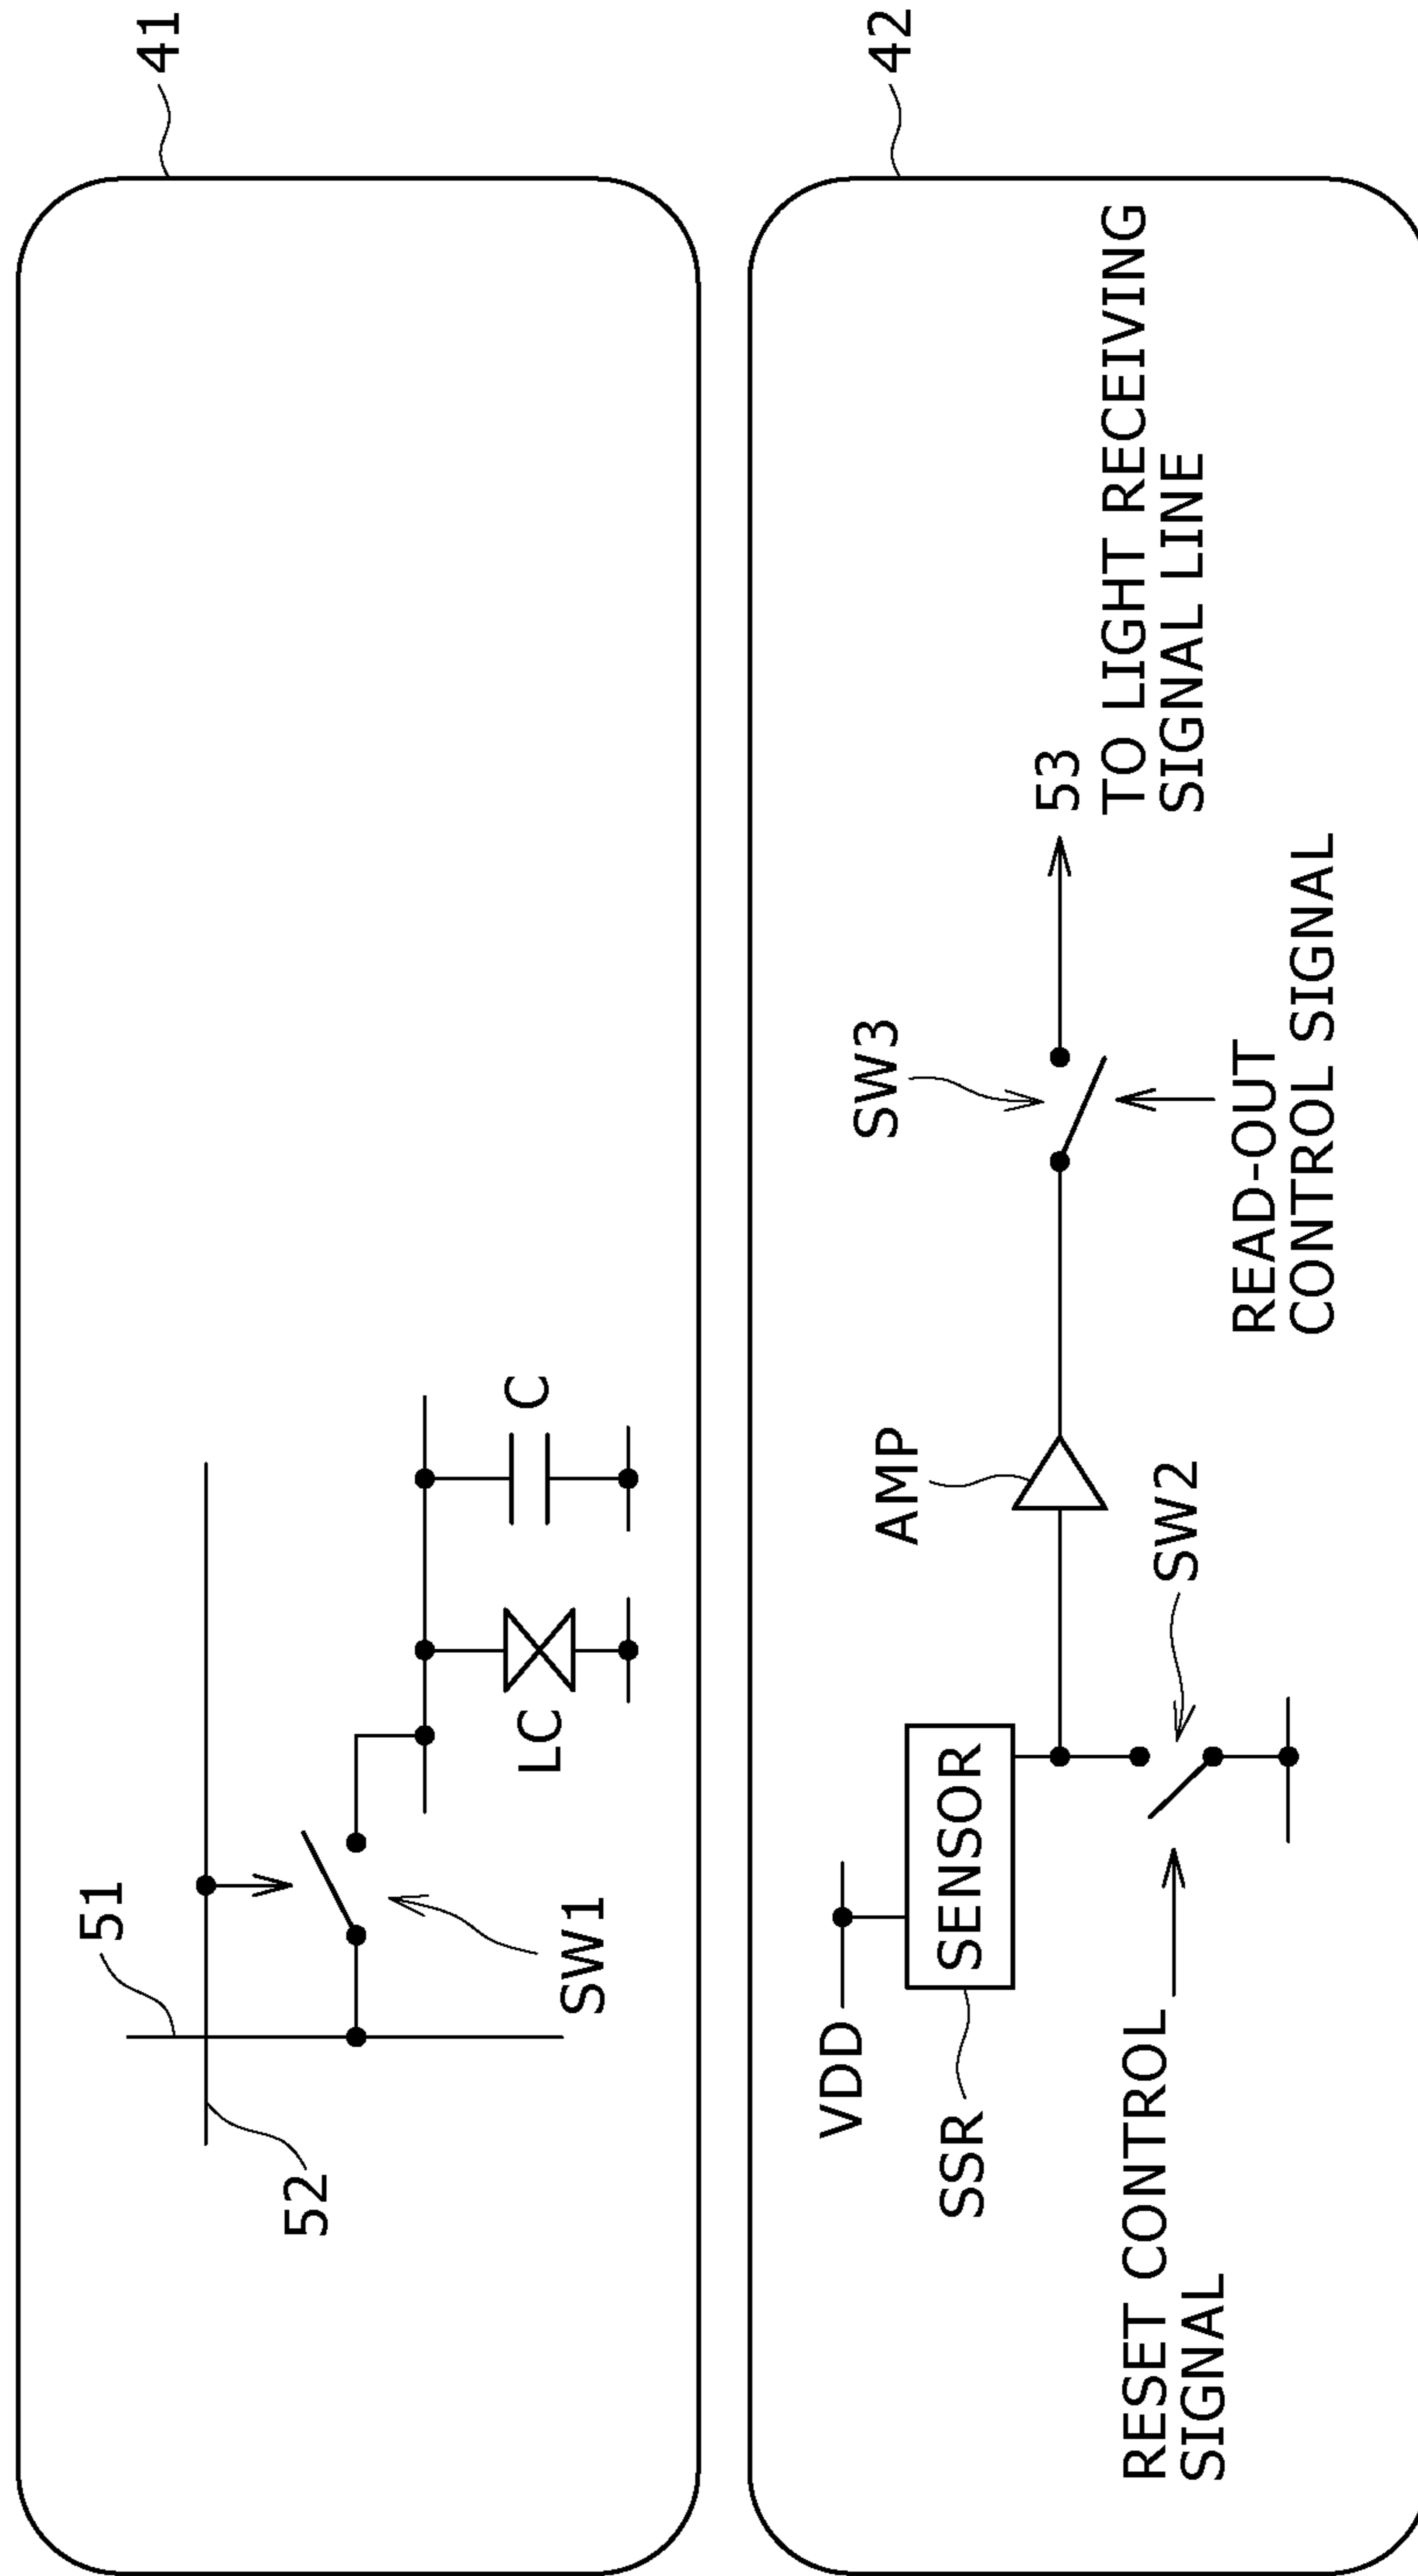 41
51
52
SW1
LC
C
42
VDD
SSR
SENSOR
AMP
SW3
53
TO LIGHT RECEIVING
SIGNAL LINE
RESET CONTROL
SIGNAL
SW2
READ-OUT
CONTROL SIGNAL